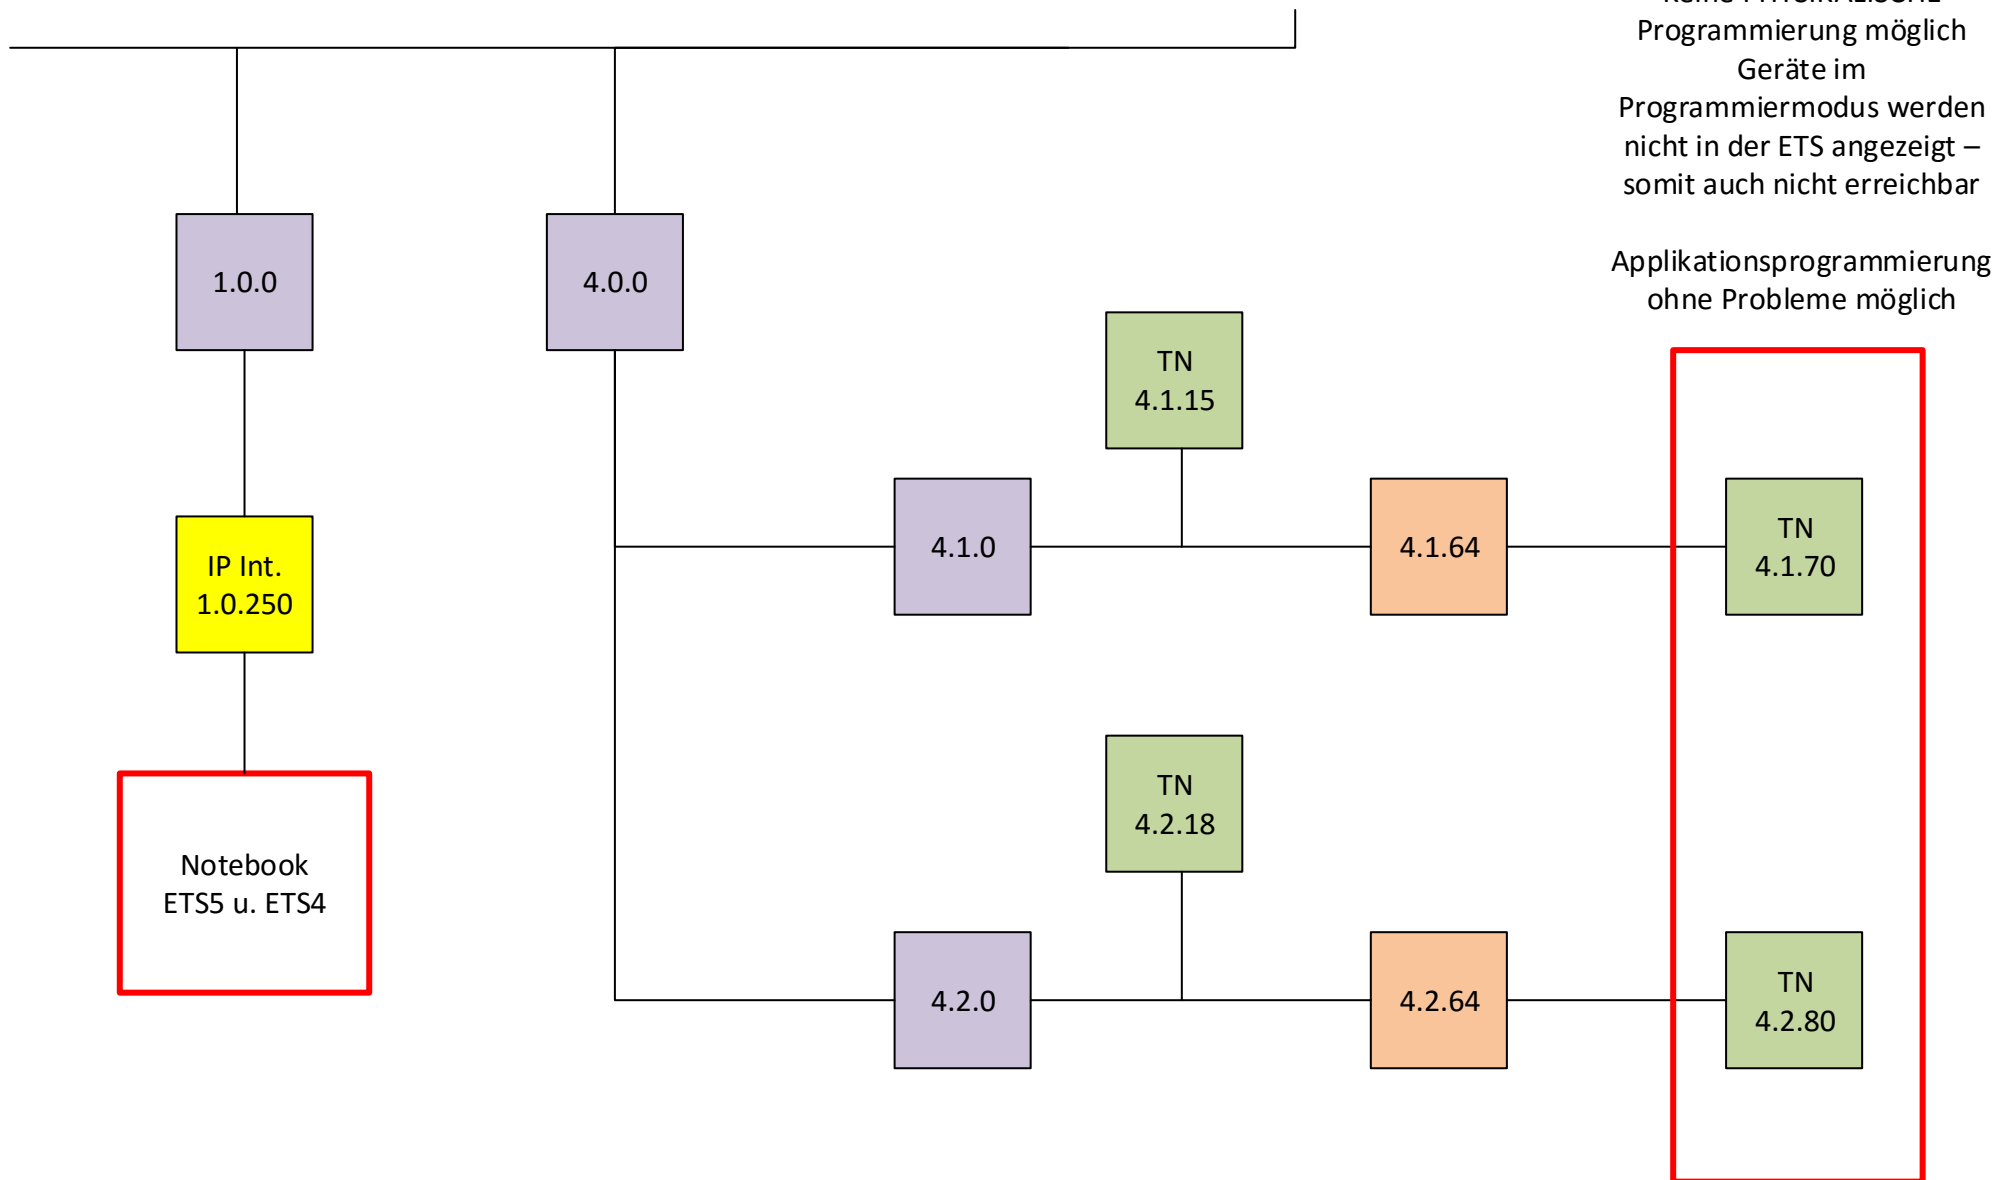 Programmierung möglich
Geräte im
Programmiermodus werden
nicht in der ETS angezeigt –
somit auch nicht erreichbar
Applikationsprogrammierung
ohne Probleme möglich
1.0.0
4.0.0
TN
4.1.15
IP Int.
1.0.250
4.1.0
4.1.64
TN
4.1.70
Notebook
ETS5 u. ETS4
TN
4.2.18
4.2.0
4.2.64
TN
4.2.80